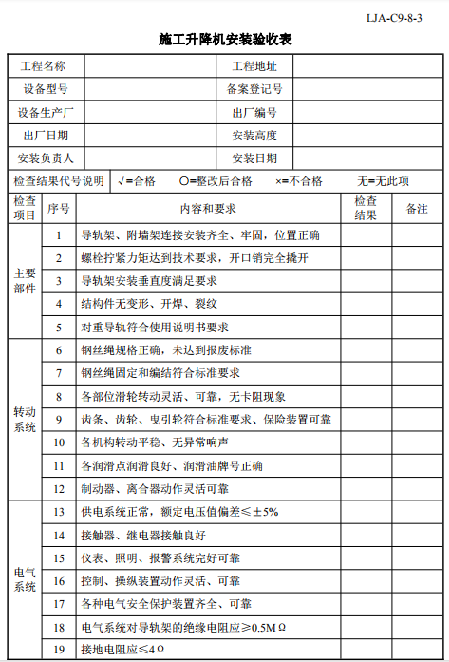 LJA-C9-8-3
施工升降机安装验收表
工程名称 工程地址
设备型号 备案登记号
设备生产厂 出厂编号
出厂日期 安装高度
安装负责人 安装日期
检查结果代号说明 √=合格 〇=整改后合格 ×=不合格 无=无此项
检查项目 序号 内容和要求 检查结果 备注
主要部件
1 导轨架、附墙架连接安装齐全、牢固，位置正确
2 螺栓拧紧力矩达到技术要求，开口销完全撬开
3 导轨架安装垂直度满足要求
4 结构件无变形、开焊、裂纹
5 对重导轨符合使用说明书要求
转动系统
6 钢丝绳规格正确，未达到报废标准
7 钢丝绳固定和编结符合标准要求
8 各部位滑轮转动灵活、可靠，无卡阻现象
9 齿条、齿轮、曳引轮符合标准要求、保险装置可靠
10 各机构转动平稳、无异常响声
11 各润滑点润滑良好、润滑油牌号正确
12 制动器、离合器动作灵活可靠
电气系统
13 供电系统正常，额定电压值偏差≤±5%
14 接触器、继电器接触良好
15 仪表、照明、报警系统完好可靠
16 控制、操纵装置动作灵活、可靠
17 各种电气安全保护装置齐全、可靠
18 电气系统对导轨架的绝缘电阻应≥0.5MΩ
19 接地电阻应≤4Ω